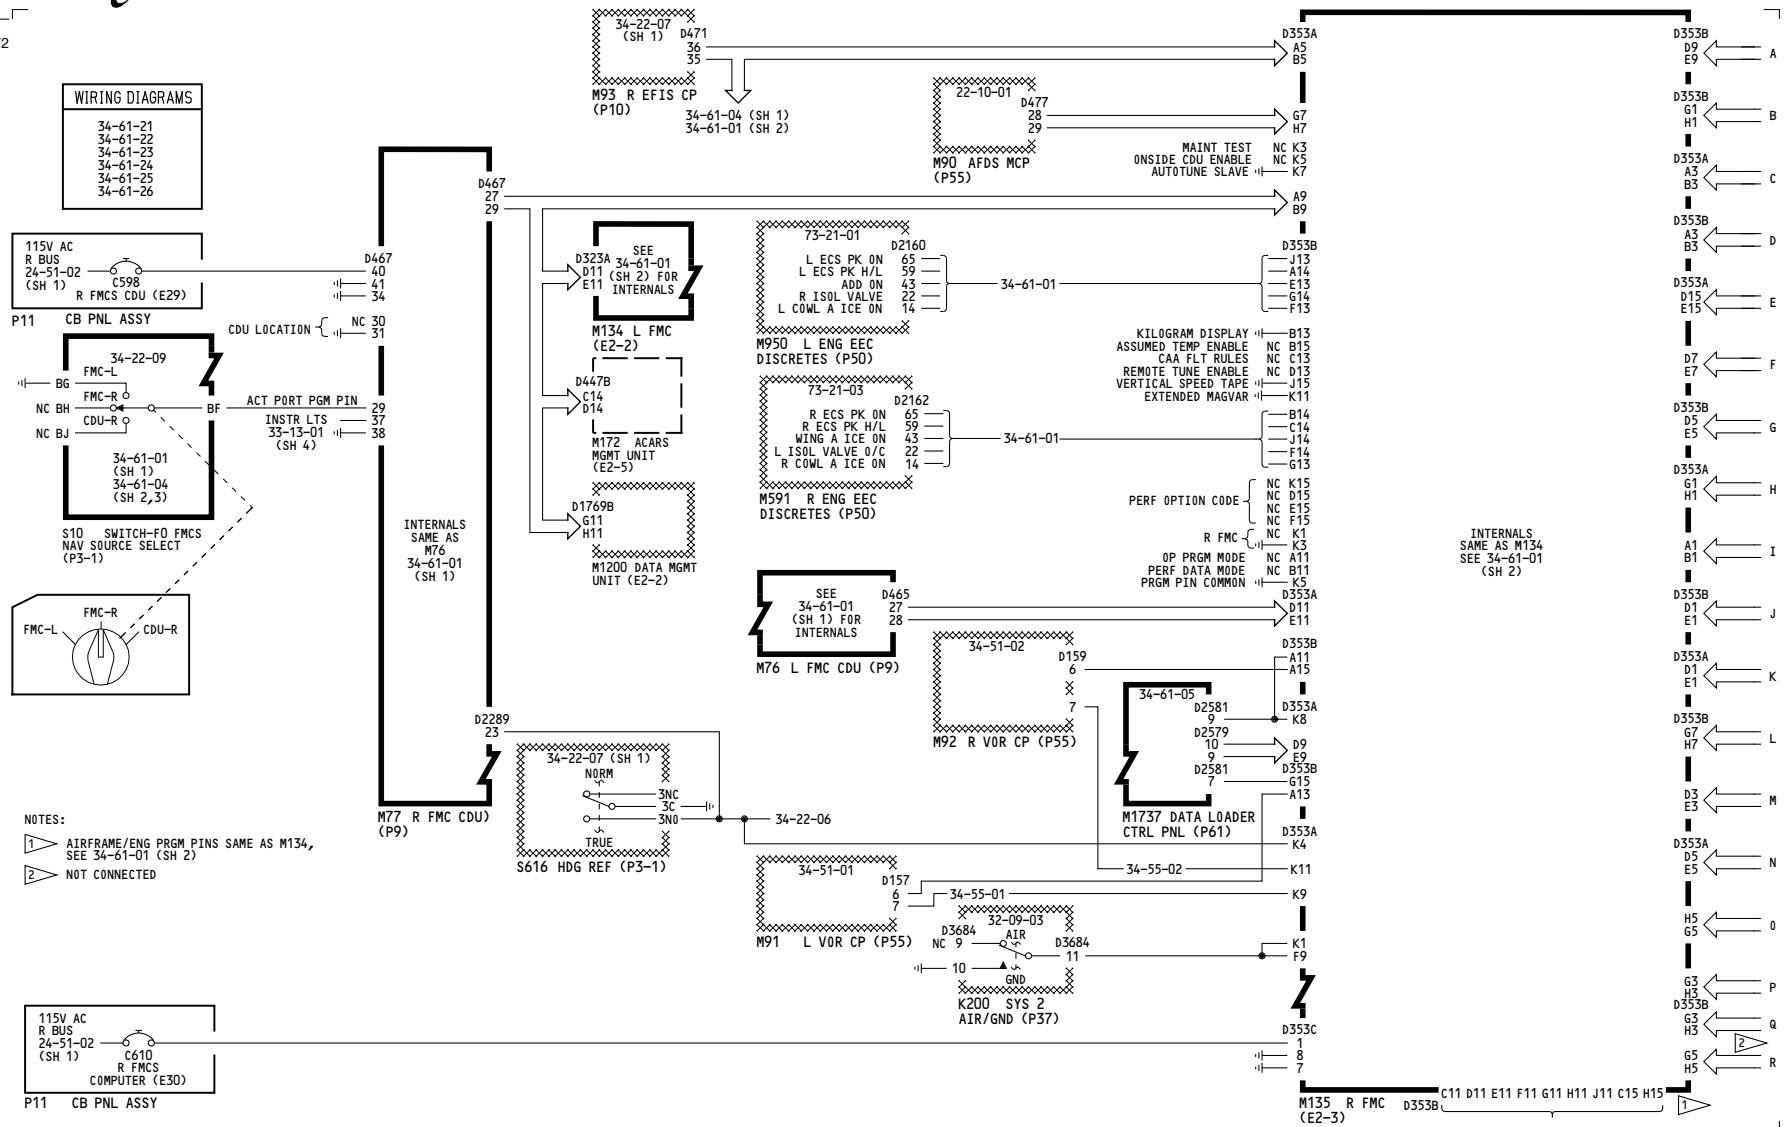 72
WIRING DIAGRAMS
34-61-21
34-61-22
34-61-23
34-61-24
34-61-25
34-61-26
115V AC
R BUS
24-51-02
(SH 1)
C598
R FMCS CDU (E29)
P11 CB PNL ASSY
34-22-09
FMC-L
BG
FMC-R
NC BH
BF
CDU-R
NC BJ
34-61-01
(SH 1)
34-61-04
(SH 2,3)
S10 SWITCH-FO FMCS
NAV SOURCE SELECT
(P3-1)
FMC-R
FMC-L
CDU-R
NOTES:
1 AIRFRAME/ENG PRGM PINS SAME AS M134,
SEE 34-61-01 (SH 2)
2 NOT CONNECTED
115V AC
R BUS
24-51-02
(SH 1)
C610
R FMCS
COMPUTER (E30)
P11 CB PNL ASSY
D467
40
41
34
CDU LOCATION
NC 30
31
ACT PORT PGM PIN 29
INSTR LTS 37
33-13-01 38
(SH 4)
D467
27
29
INTERNALS
SAME AS
M76
34-61-01
(SH 1)
D2289
23
M77 R FMC CDU)
(P9)
34-22-07
(SH 1)
D471
36
35
M93 R EFIS CP
(P10)
34-61-04 (SH 1)
34-61-01 (SH 2)
22-10-01
D477
28
29
M90 AFDS MCP
(P55)
D323A
D11
E11
SEE
34-61-01
(SH 2) FOR
INTERNALS
M134 L FMC
(E2-2)
D447B
C14
D14
M172 ACARS
MGMT UNIT
(E2-5)
D1769B
G11
H11
M1200 DATA MGMT
UNIT (E2-2)
73-21-01
D2160
L ECS PK ON 65
L ECS PK H/L 59
ADD ON 43
R ISOL VALVE 22
L COWL A ICE ON 14
34-61-01
M950 L ENG EEC
DISCRETES (P50)
73-21-03
D2162
R ECS PK ON 65
R ECS PK H/L 59
WING A ICE ON 43
L ISOL VALVE O/C 22
R COWL A ICE ON 14
34-61-01
M591 R ENG EEC
DISCRETES (P50)
SEE
34-61-01
(SH 1) FOR
INTERNALS
D465
27
28
M76 L FMC CDU (P9)
34-51-02
D159
6
7
M92 R VOR CP (P55)
34-61-05
D2581
9
D2579
10
9
D2581
7
M1737 DATA LOADER
CTRL PNL (P61)
34-22-07 (SH 1)
NORM
3NC
3C
3NO
TRUE
34-22-06
S616 HDG REF (P3-1)
34-51-01
D157
6
7
M91 L VOR CP (P55)
34-55-02
34-55-01
32-09-03
D3684
NC 9
AIR
D3684
11
10
GND
K200 SYS 2
AIR/GND (P37)
D353A
A5
B5
G7
H7
MAINT TEST NC K3
ONSIDE CDU ENABLE NC K5
AUTOTUNE SLAVE K7
A9
B9
D353B
J13
A14
E13
G14
F13
KILOGRAM DISPLAY B13
ASSUMED TEMP ENABLE NC B15
CAA FLT RULES NC C13
REMOTE TUNE ENABLE NC D13
VERTICAL SPEED TAPE J15
EXTENDED MAGVAR K11
B14
C14
J14
F14
G13
PERF OPTION CODE
NC K15
NC D15
NC E15
NC F15
R FMC
NC K1
K3
OP PRGM MODE NC A11
PERF DATA MODE NC B11
PRGM PIN COMMON K5
D353A
D11
E11
D353B
A11
A15
D353A
K8
D9
E9
D353B
G15
A13
D353A
K4
K11
K9
K1
F9
D353C
1
8
7
M135 R FMC
(E2-3)
D353B
C11 D11 E11 F11 G11 H11 J11 C15 H15
1
INTERNALS
SAME AS M134
SEE 34-61-01
(SH 2)
D353B
D9
E9
A
D353B
G1
H1
B
D353A
A3
B3
C
D353B
A3
B3
D
D353A
D15
E15
E
D7
E7
F
D353B
D5
E5
G
D353A
G1
H1
H
A1
B1
I
D353B
D1
E1
J
D353A
D1
E1
K
D353B
G7
H7
L
D3
E3
M
D353A
D5
E5
N
H5
G5
O
G3
H3
P
D353B
G3
H3
Q
2
G5
H5
R